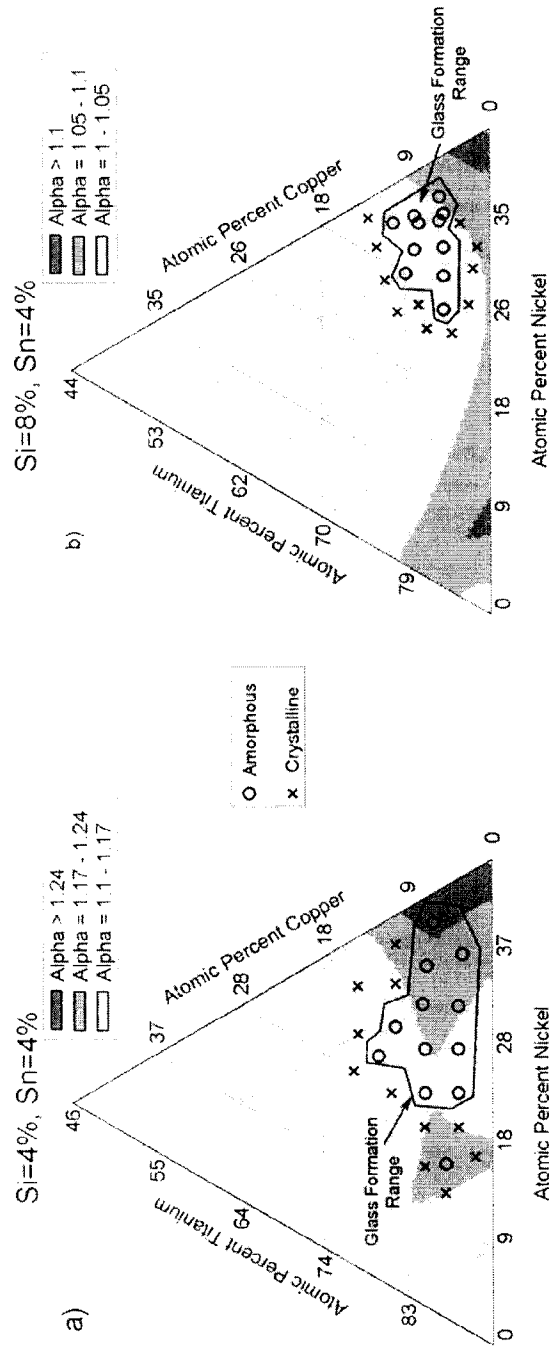 a)
Si=4%, Sn=4%
Alpha > 1.24
Alpha = 1.17 - 1.24
Alpha = 1.1 - 1.17
46
37
28
18
9
0
Atomic Percent Copper
55
64
74
83
Atomic Percent Titanium
Glass Formation
Range
0
9
18
28
37
Atomic Percent Nickel
Amorphous
Crystalline
b)
Si=8%, Sn=4%
Alpha > 1.1
Alpha = 1.05 - 1.1
Alpha = 1 - 1.05
44
35
26
18
9
0
Atomic Percent Copper
53
62
70
79
Atomic Percent Titanium
Glass Formation
Range
0
9
18
26
35
Atomic Percent Nickel